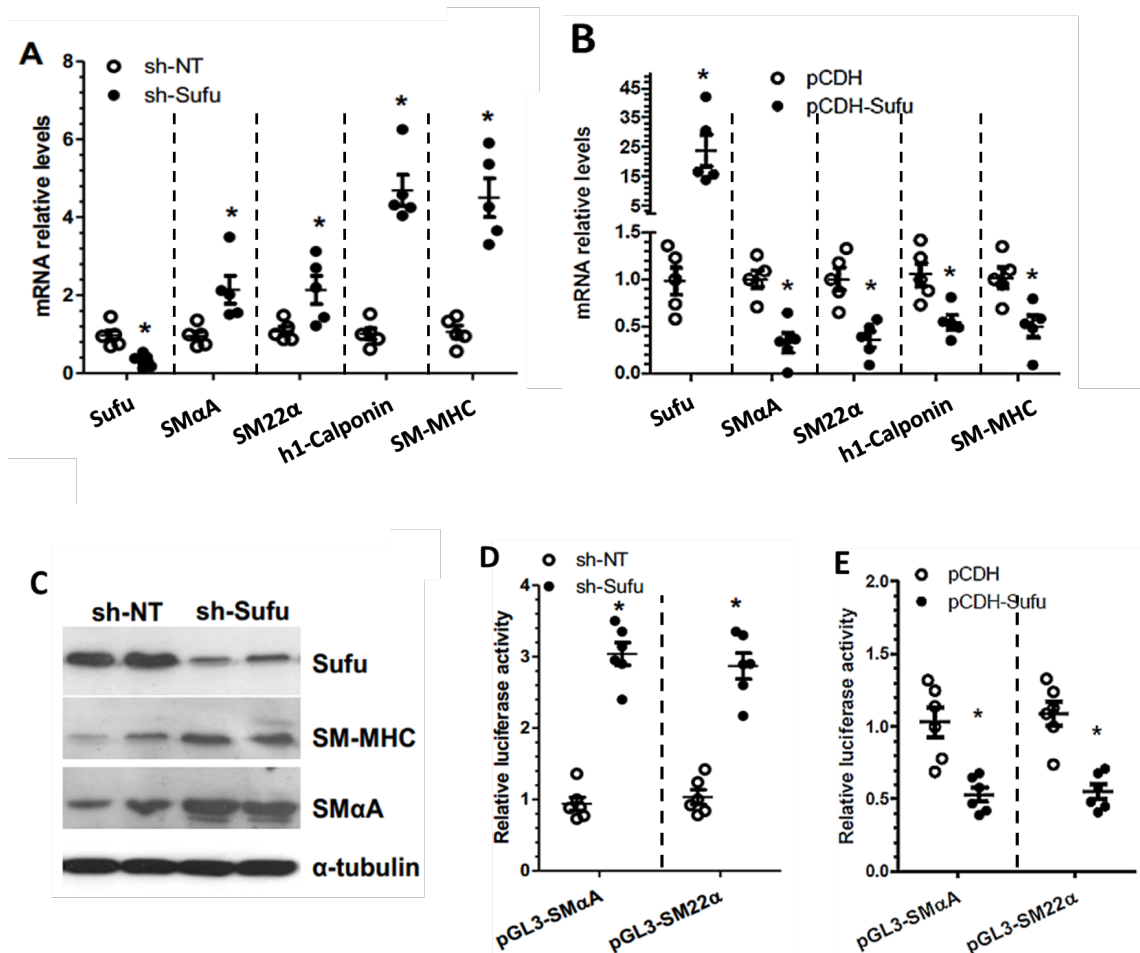 A
8
6
4
2
0
mRNA relative levels
sh-NT
sh-Sufu
*
*
*
*
*
Sufu
SMαA
SM22α
h1-Calponin
SM-MHC
B
45
35
25
15
5
1.5
1.0
0.5
0.0
mRNA relative levels
pCDH
pCDH-Sufu
*
*
*
*
*
Sufu
SMαA
SM22α
h1-Calponin
SM-MHC
C
sh-NT sh-Sufu
Sufu
SM-MHC
SMαA
α-tubulin
D
sh-NT
sh-Sufu
4
3
2
1
0
Relative luciferase activity
*
*
pGL3-SMαA
pGL3-SM22α
E
pCDH
pCDH-Sufu
2.0
1.5
1.0
0.5
0.0
Relative luciferase activity
*
*
pGL3-SMαA
pGL3-SM22α